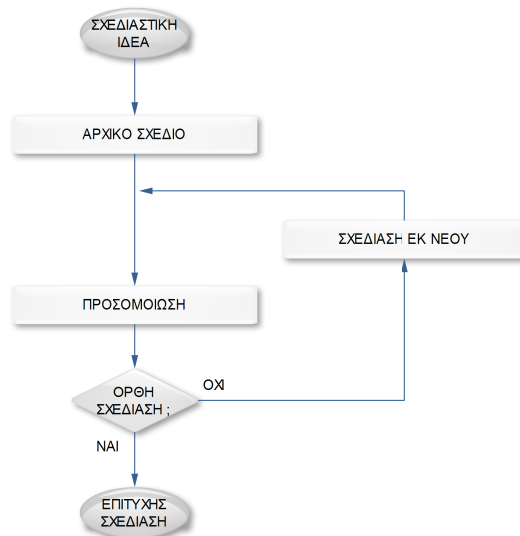 ΣΧΕΔΙΑΣΤΙΚΗ
ΙΔΕΑ
ΑΡΧΙΚΟ ΣΧΕΔΙΟ
ΣΧΕΔΙΑΣΗ ΕΚ ΝΕΟΥ
ΠΡΟΣΟΜΟΙΩΣΗ
ΟΡΘΗ
ΣΧΕΔΙΑΣΗ ;
ΟΧΙ
ΝΑΙ
ΕΠΙΤΥΧΗΣ
ΣΧΕΔΙΑΣΗ